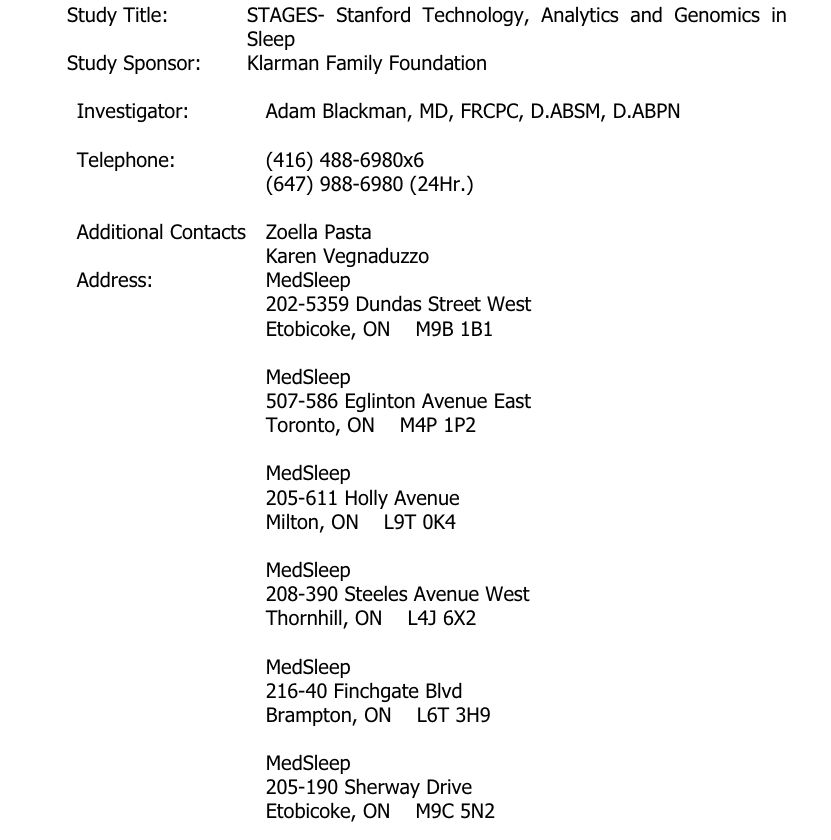 Study Title: STAGES- Stanford Technology, Analytics and Genomics in
Sleep
Study Sponsor: Klarman Family Foundation
Investigator: Adam Blackman, MD, FRCPC, D.ABSM, D.ABPN
Telephone: (416) 488-6980x6
(647) 988-6980 (24Hr.)
Additional Contacts Zoella Pasta
Karen Vegnaduzzo
Address: MedSleep
202-5359 Dundas Street West
Etobicoke, ON M9B 1B1
MedSleep
507-586 Eglinton Avenue East
Toronto, ON M4P 1P2
MedSleep
205-611 Holly Avenue
Milton, ON L9T 0K4
MedSleep
208-390 Steeles Avenue West
Thornhill, ON L4J 6X2
MedSleep
216-40 Finchgate Blvd
Brampton, ON L6T 3H9
MedSleep
205-190 Sherway Drive
Etobicoke, ON M9C 5N2